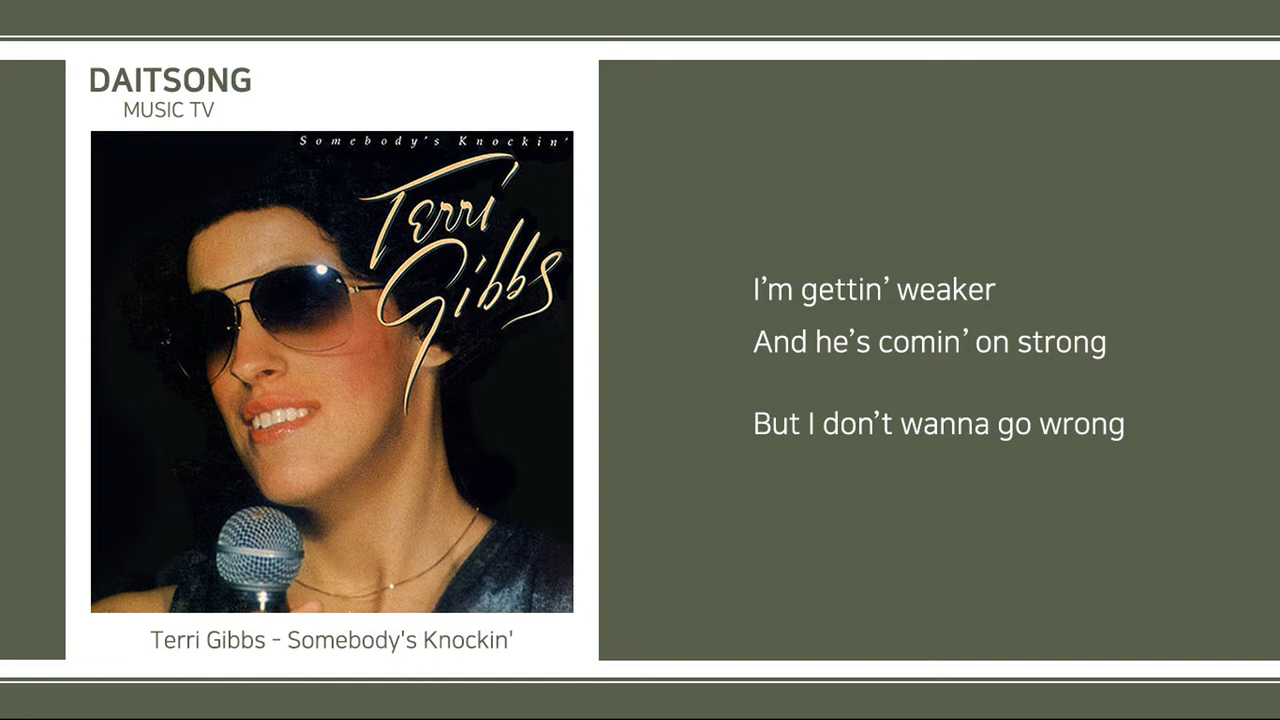 DAITSONG
MUSIC TV
Somebody's Knockin'
Terri
Gibbs
Terri Gibbs - Somebody's Knockin'
I’m gettin’ weaker
And he’s comin’ on strong
But I don’t wanna go wrong